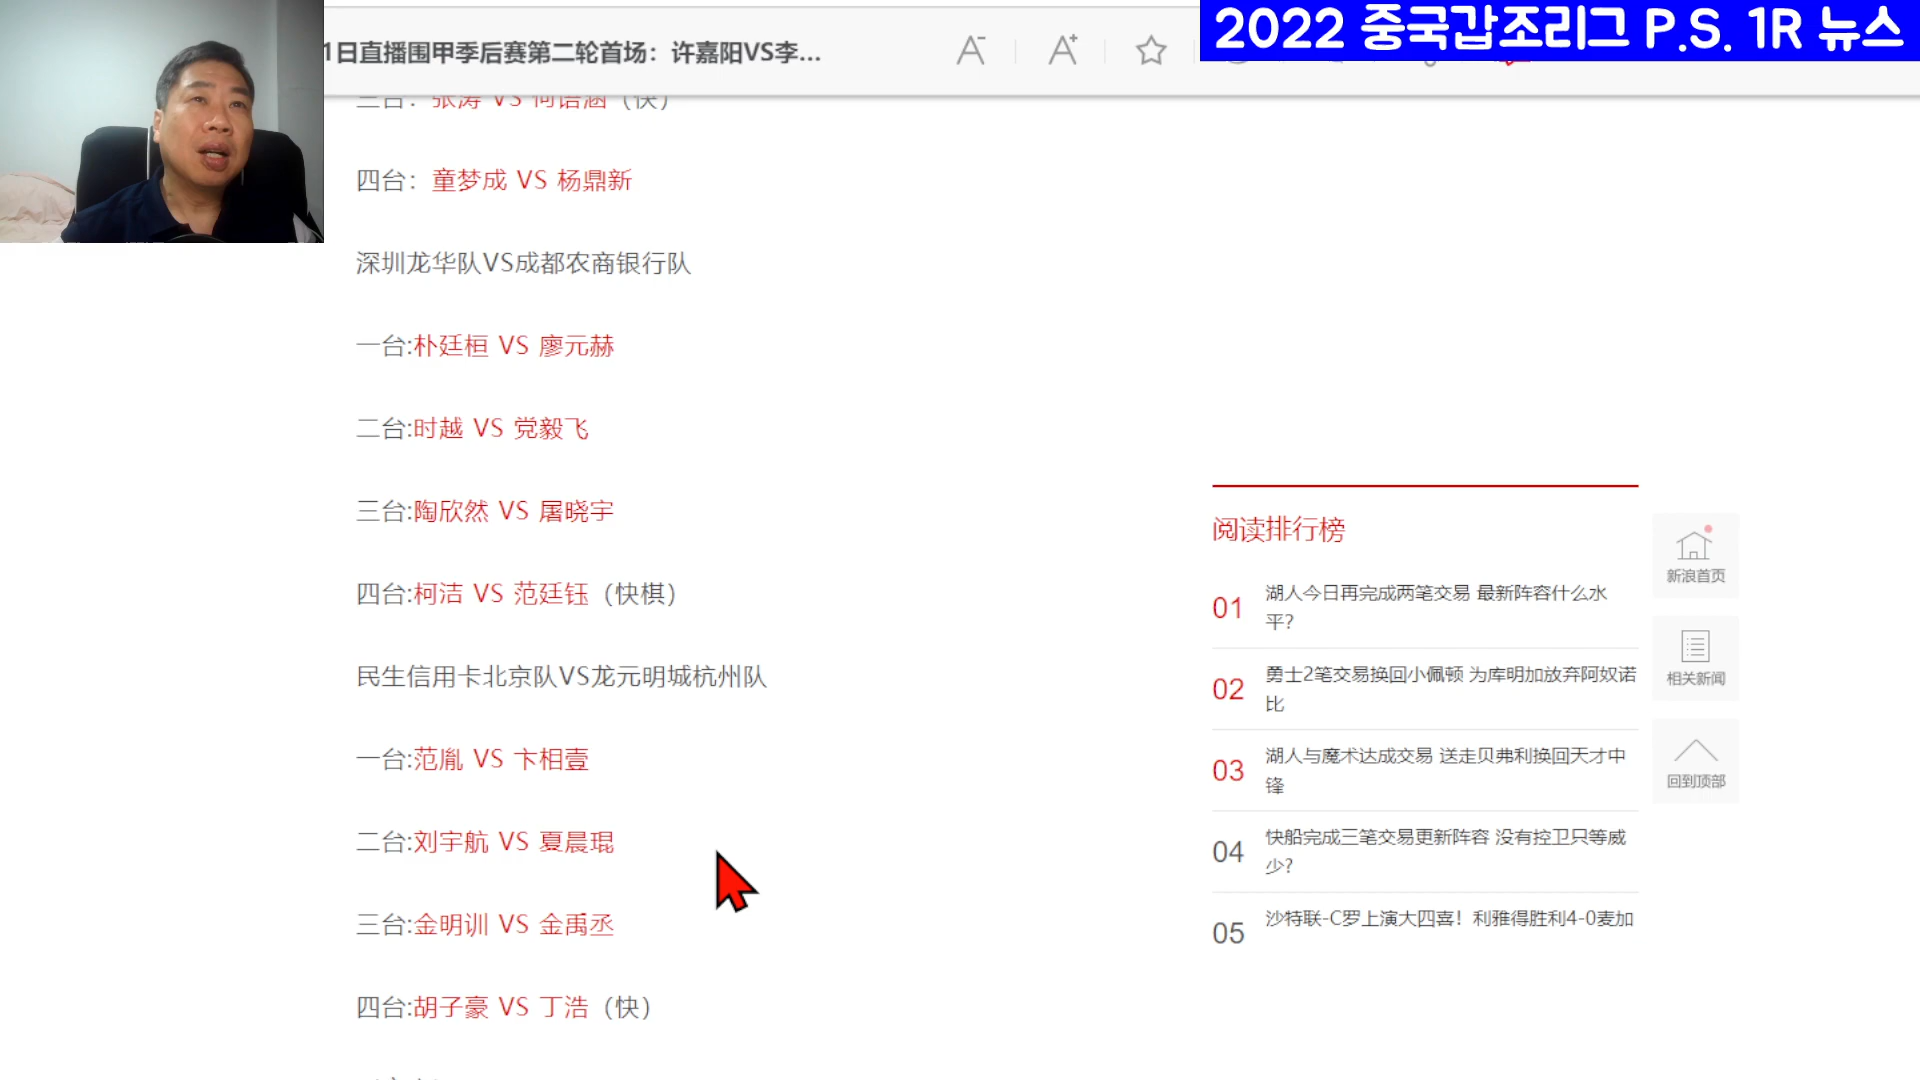 2022 중국갑조리그 P.S. 1R 뉴스
1日直播围甲季后赛第二轮首场：许嘉阳VS李...
三台：张涛 VS 何语涵（快）
四台：童梦成 VS 杨鼎新
深圳龙华队VS成都农商银行队
一台:朴廷桓 VS 廖元赫
二台:时越 VS 党毅飞
三台:陶欣然 VS 屠晓宇
四台:柯洁 VS 范廷钰（快棋）
民生信用卡北京队VS龙元明城杭州队
一台:范胤 VS 卞相壹
二台:刘宇航 VS 夏晨琨
三台:金明训 VS 金禹丞
四台:胡子豪 VS 丁浩（快）
阅读排行榜
01 湖人今日再完成两笔交易 最新阵容什么水
平？
02 勇士2笔交易换回小佩顿 为库明加放弃阿奴诺
比
03 湖人与魔术达成交易 送走贝弗利换回天才中
锋
04 快船完成三笔交易更新阵容 没有控卫只等威
少？
05 沙特联-C罗上演大四喜！利雅得胜利4-0麦加
新浪首页
相关新闻
回到顶部